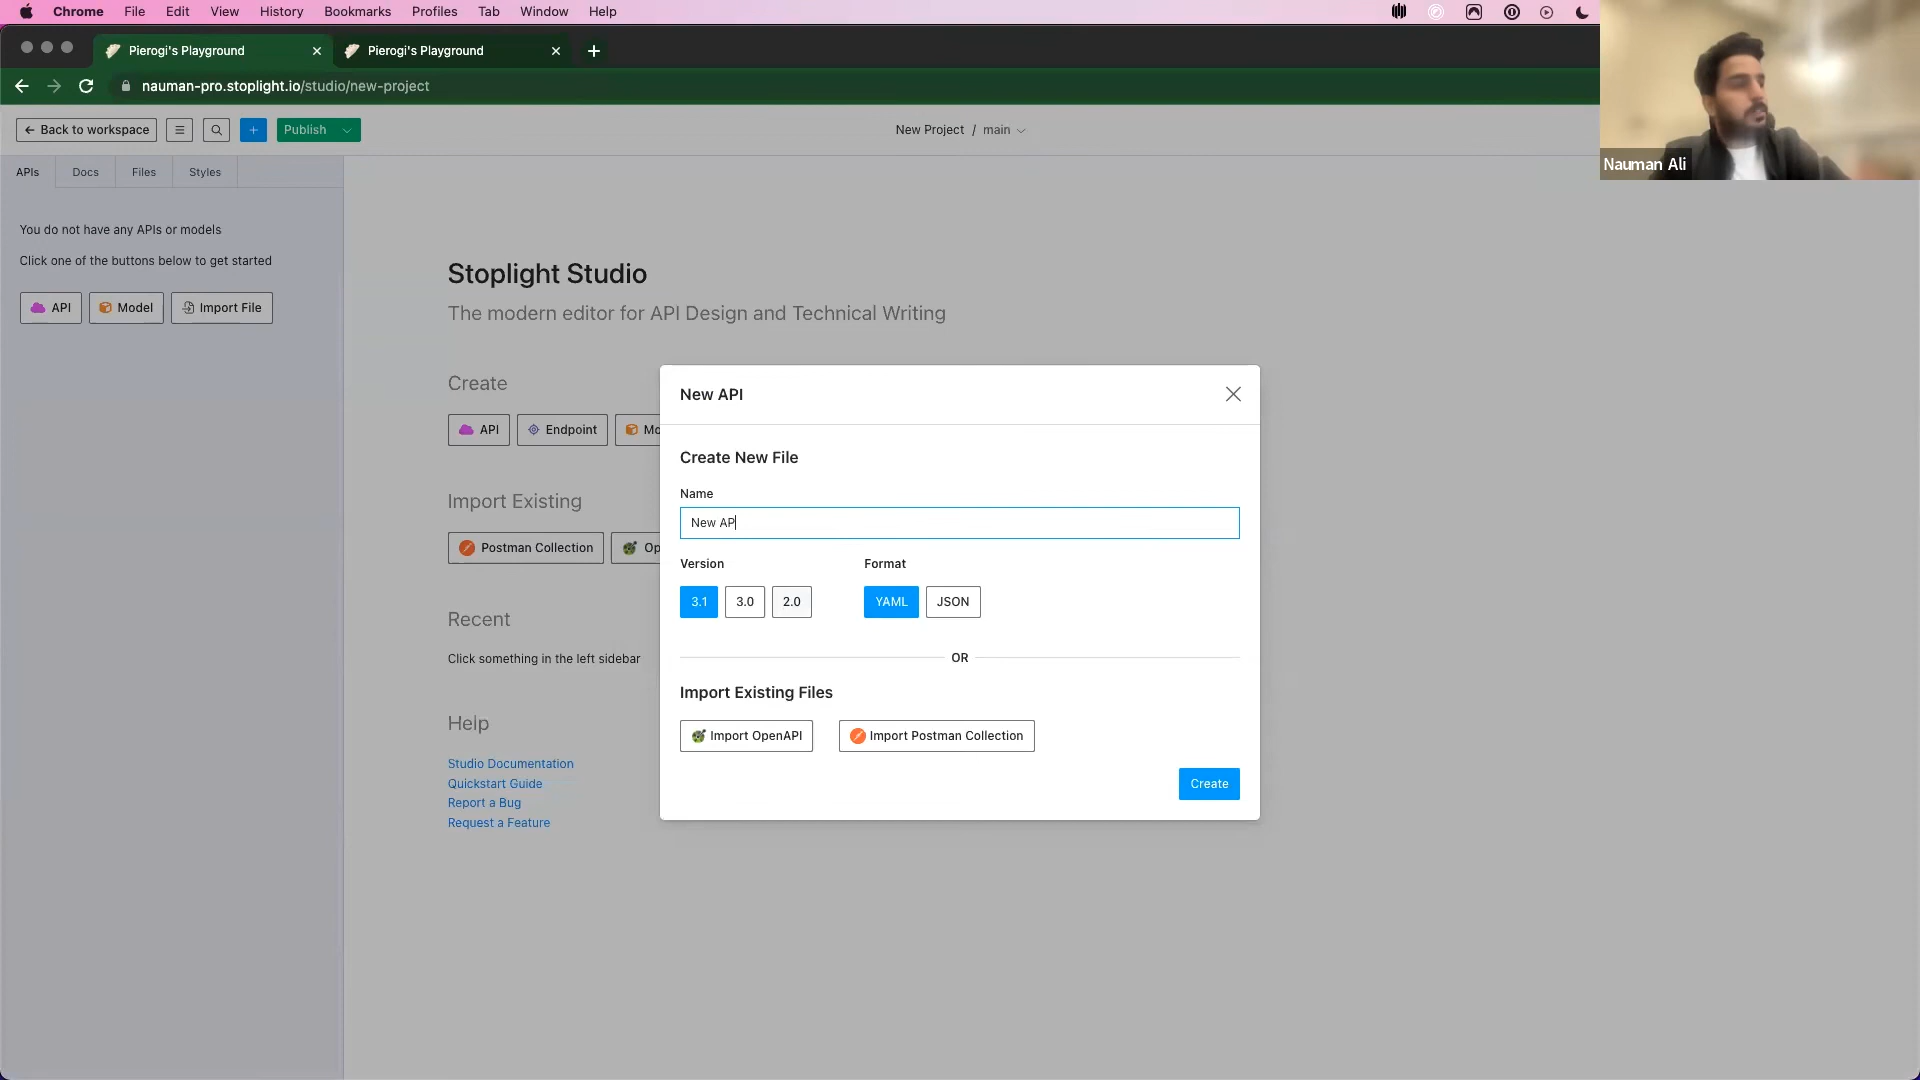 Chrome File Edit View History Bookmarks Profiles Tab Window Help
Pierogi's Playground
Pierogi's Playground
nauman-pro.stoplight.io/studio/new-project
Back to workspace
Publish
New Project / main
Nauman Ali
APIs Docs Files Styles
You do not have any APIs or models
Click one of the buttons below to get started
API Model Import File
Stoplight Studio
The modern editor for API Design and Technical Writing
Create
API Endpoint Mo
Import Existing
Postman Collection Op
Recent
Click something in the left sidebar
Help
Studio Documentation
Quickstart Guide
Report a Bug
Request a Feature
New API
Create New File
Name
New AP
Version Format
3.1 3.0 2.0 YAML JSON
OR
Import Existing Files
Import OpenAPI Import Postman Collection
Create